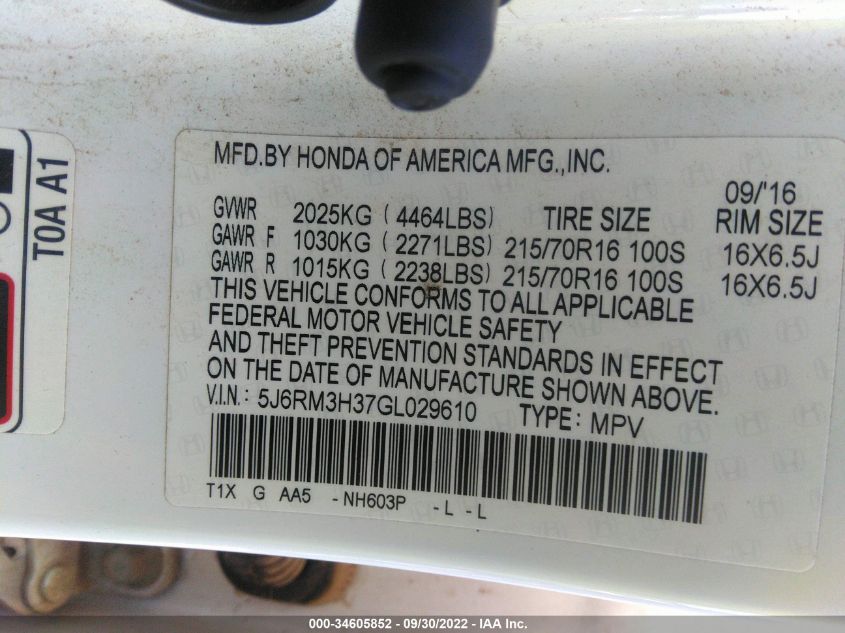 T0A A1
MFD.BY HONDA OF AMERICA MFG.,INC.
09/'16
GVWR 2025KG ( 4464LBS) TIRE SIZE RIM SIZE
GAWR F 1030KG ( 2271LBS) 215/70R16 100S 16X6.5J
GAWR R 1015KG ( 2238LBS) 215/70R16 100S 16X6.5J
THIS VEHICLE CONFORMS TO ALL APPLICABLE
FEDERAL MOTOR VEHICLE SAFETY
AND THEFT PREVENTION STANDARDS IN EFFECT
ON THE DATE OF MANUFACTURE SHOWN ABOVE.
V.I.N.: 5J6RM3H37GL029610 TYPE: MPV
T1X G AA5 -NH603P -L -L
000-34605852 / 09/30/2022 - IAA Inc.